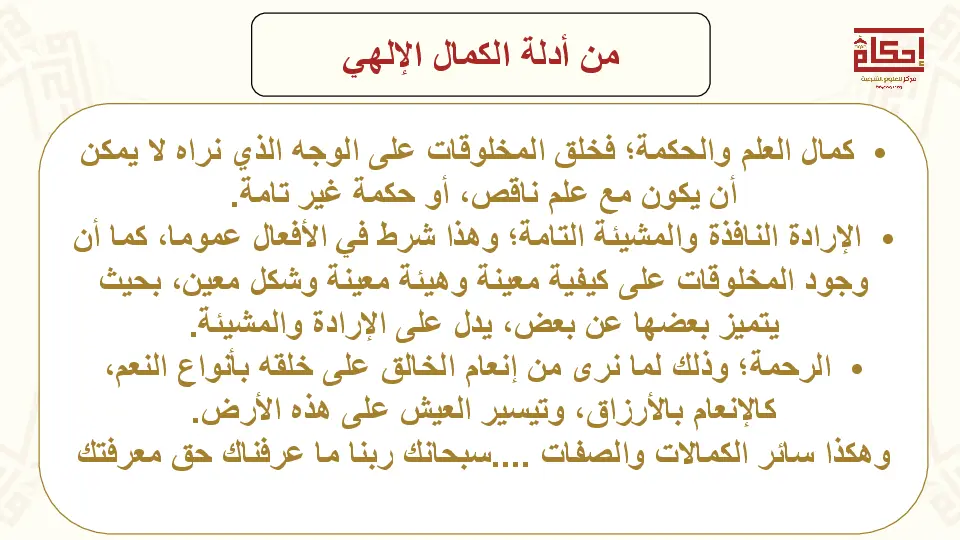 من أدلة الكمال الإلهي
إحكام
مركز للعلوم الشرعية
• كمال العلم والحكمة؛ فخلق المخلوقات على الوجه الذي نراه لا يمكن
أن يكون مع علم ناقص، أو حكمة غير تامة.
• الإرادة النافذة والمشيئة التامة؛ وهذا شرط في الأفعال عموما، كما أن
وجود المخلوقات على كيفية معينة وهيئة معينة وشكل معين، بحيث
يتميز بعضها عن بعض، يدل على الإرادة والمشيئة.
• الرحمة؛ وذلك لما نرى من إنعام الخالق على خلقه بأنواع النعم،
كالإنعام بالأرزاق، وتيسير العيش على هذه الأرض.
وهكذا سائر الكمالات والصفات ....سبحانك ربنا ما عرفناك حق معرفتك